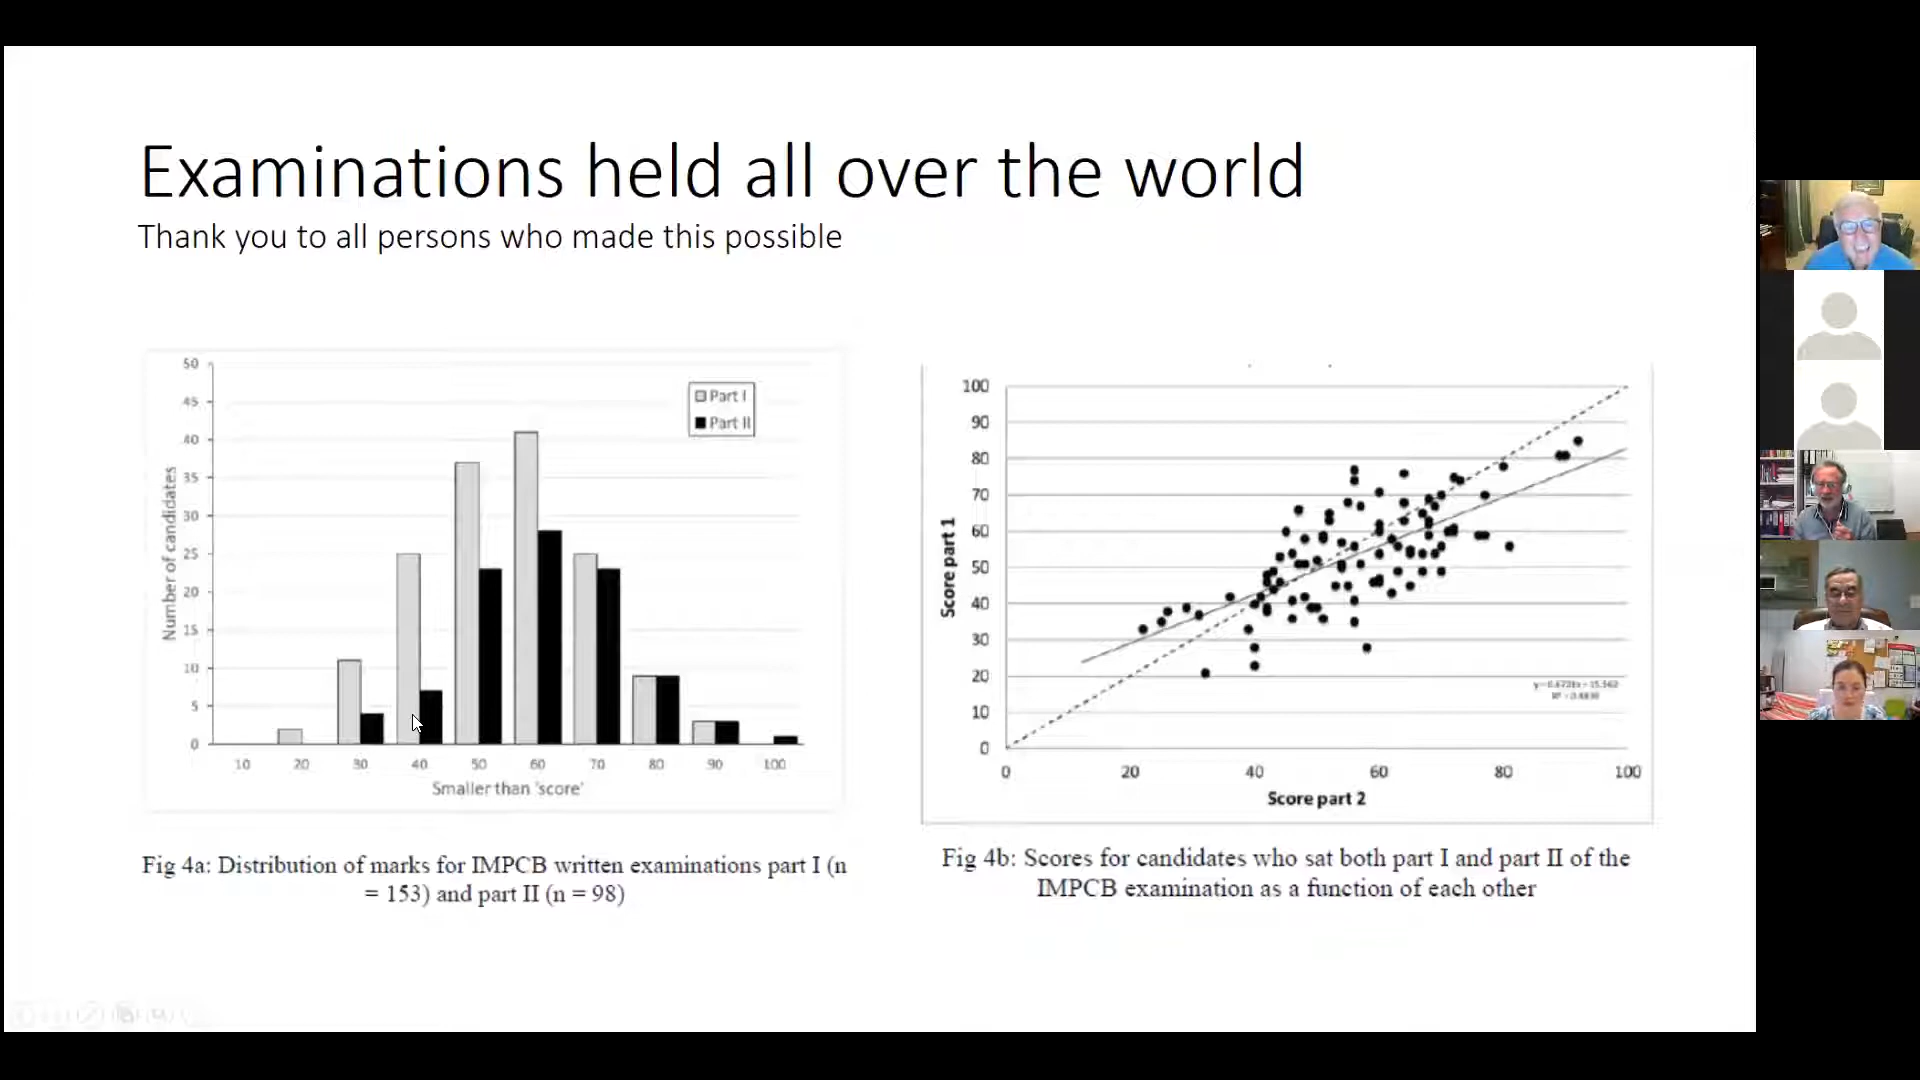 Examinations held all over the world
Thank you to all persons who made this possible
50
45
40
35
30
25
20
15
10
5
0
Number of candidates
Part I
Part II
10 20 30 40 50 60 70 80 90 100
Smaller than 'score'
Fig 4a: Distribution of marks for IMPCB written examinations part I (n
= 153) and part II (n = 98)
100
90
80
70
60
50
40
30
20
10
0
Score part 1
0 20 40 60 80 100
Score part 2
Fig 4b: Scores for candidates who sat both part I and part II of the
IMPCB examination as a function of each other